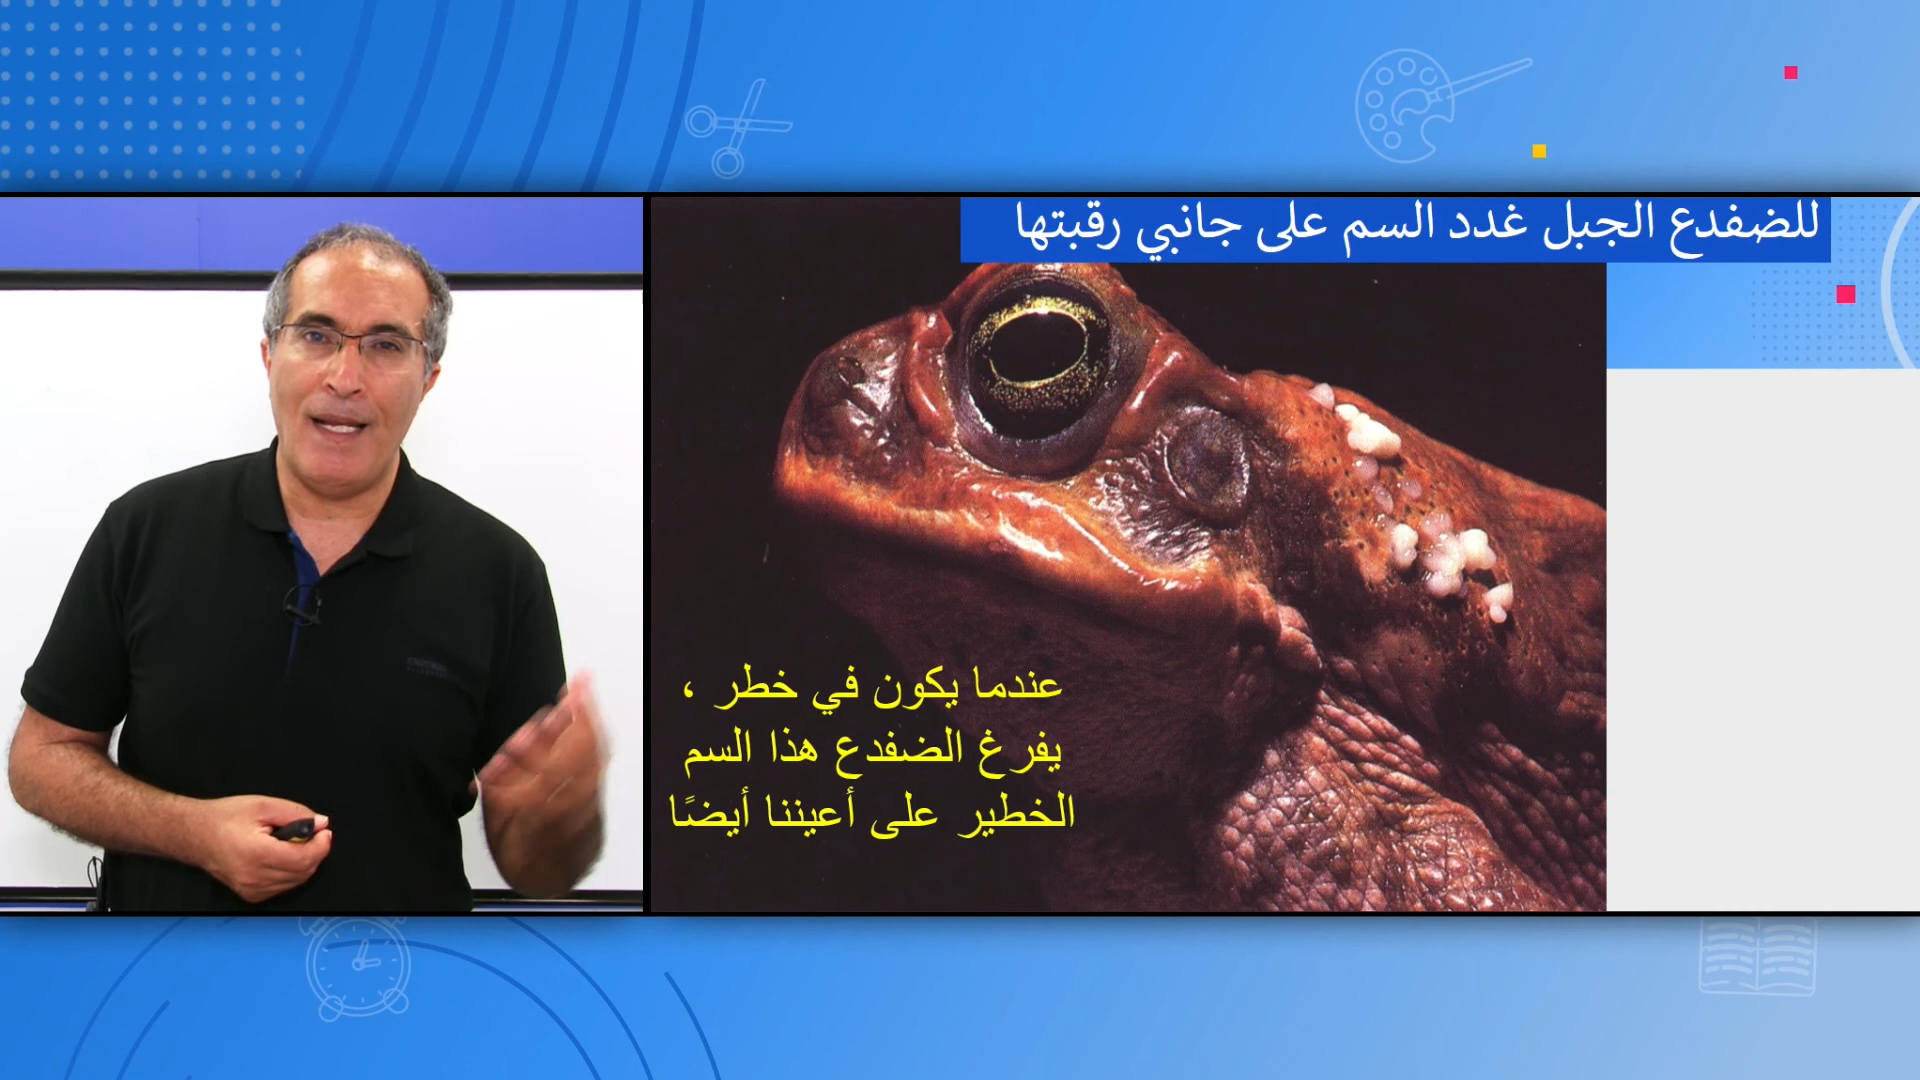 للضفدع الجبل غدد السم على جانبي رقبتها
عندما يكون في خطر ،
يفرغ الضفدع هذا السم
الخطير على أعيننا أيضًا